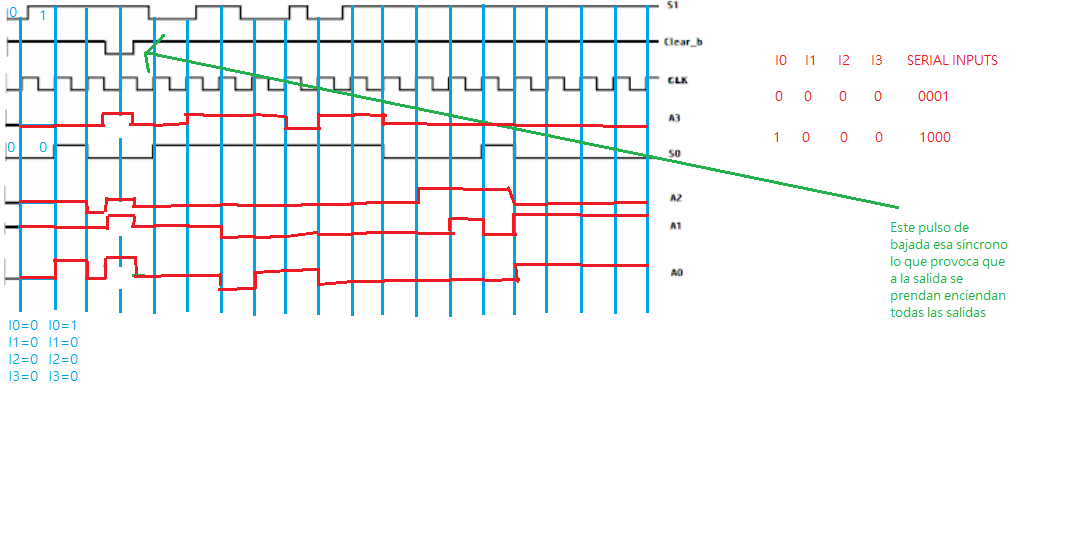 S1
0 1
Clear_b
CLK
A3
0 0
S0
A2
A1
A0
I0 I1 I2 I3 SERIAL INPUTS
0 0 0 0 0001
1 0 0 0 1000
Este pulso de
bajada esa síncrono
lo que provoca que
a la salida se
prendan enciendan
todas las salidas
I0=0 I0=1
I1=0 I1=0
I2=0 I2=0
I3=0 I3=0